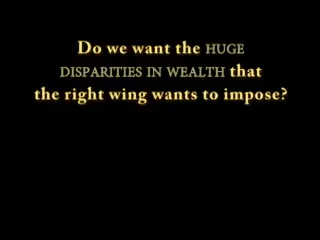 Do we want the HUGE
DISPARITIES IN WEALTH that
the right wing wants to impose?